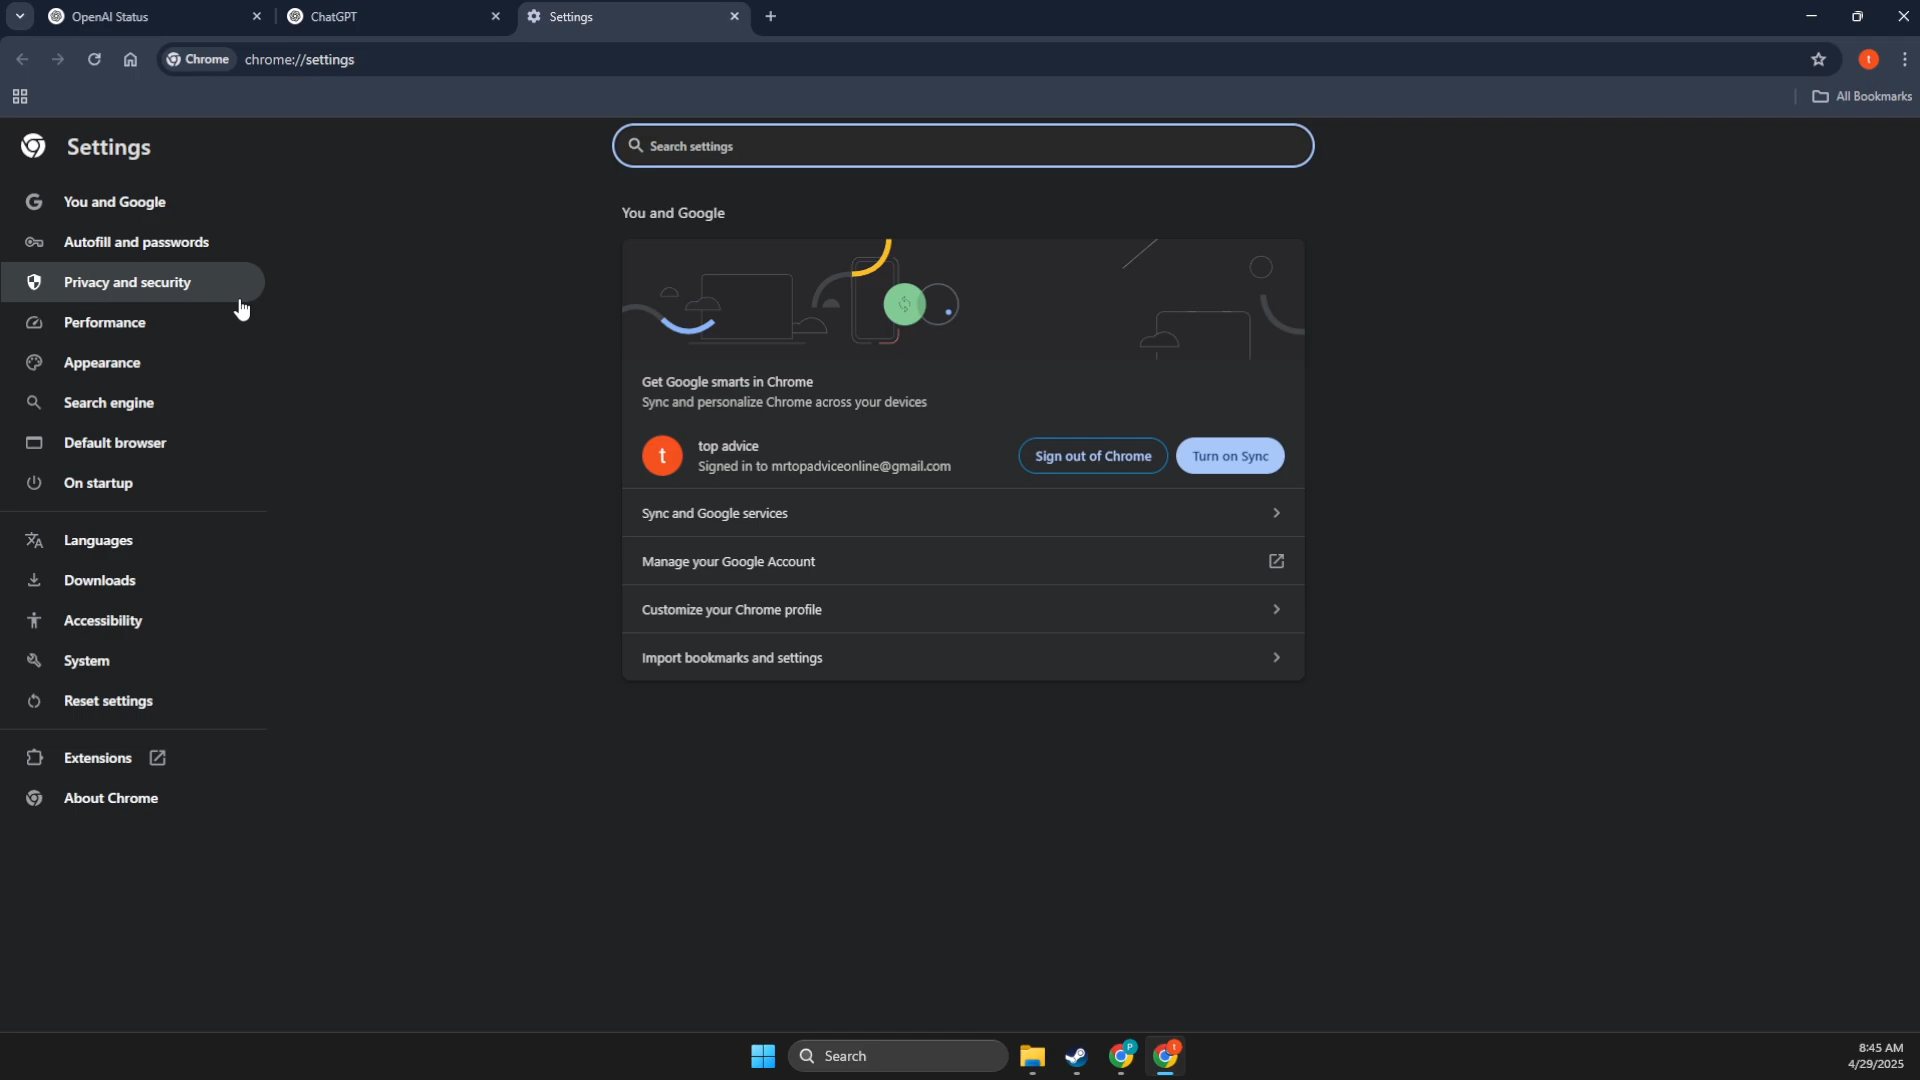 OpenAI Status
ChatGPT
Settings
Chrome
chrome://settings
t
All Bookmarks
Settings
Search settings
You and Google
Autofill and passwords
Privacy and security
Performance
Appearance
Search engine
Default browser
On startup
Languages
Downloads
Accessibility
System
Reset settings
Extensions
About Chrome
You and Google
Get Google smarts in Chrome
Sync and personalize Chrome across your devices
t
top advice
Signed in to mrtopadviceonline@gmail.com
Sign out of Chrome
Turn on Sync
Sync and Google services
Manage your Google Account
Customize your Chrome profile
Import bookmarks and settings
Search
P
t
8:45 AM
4/29/2025